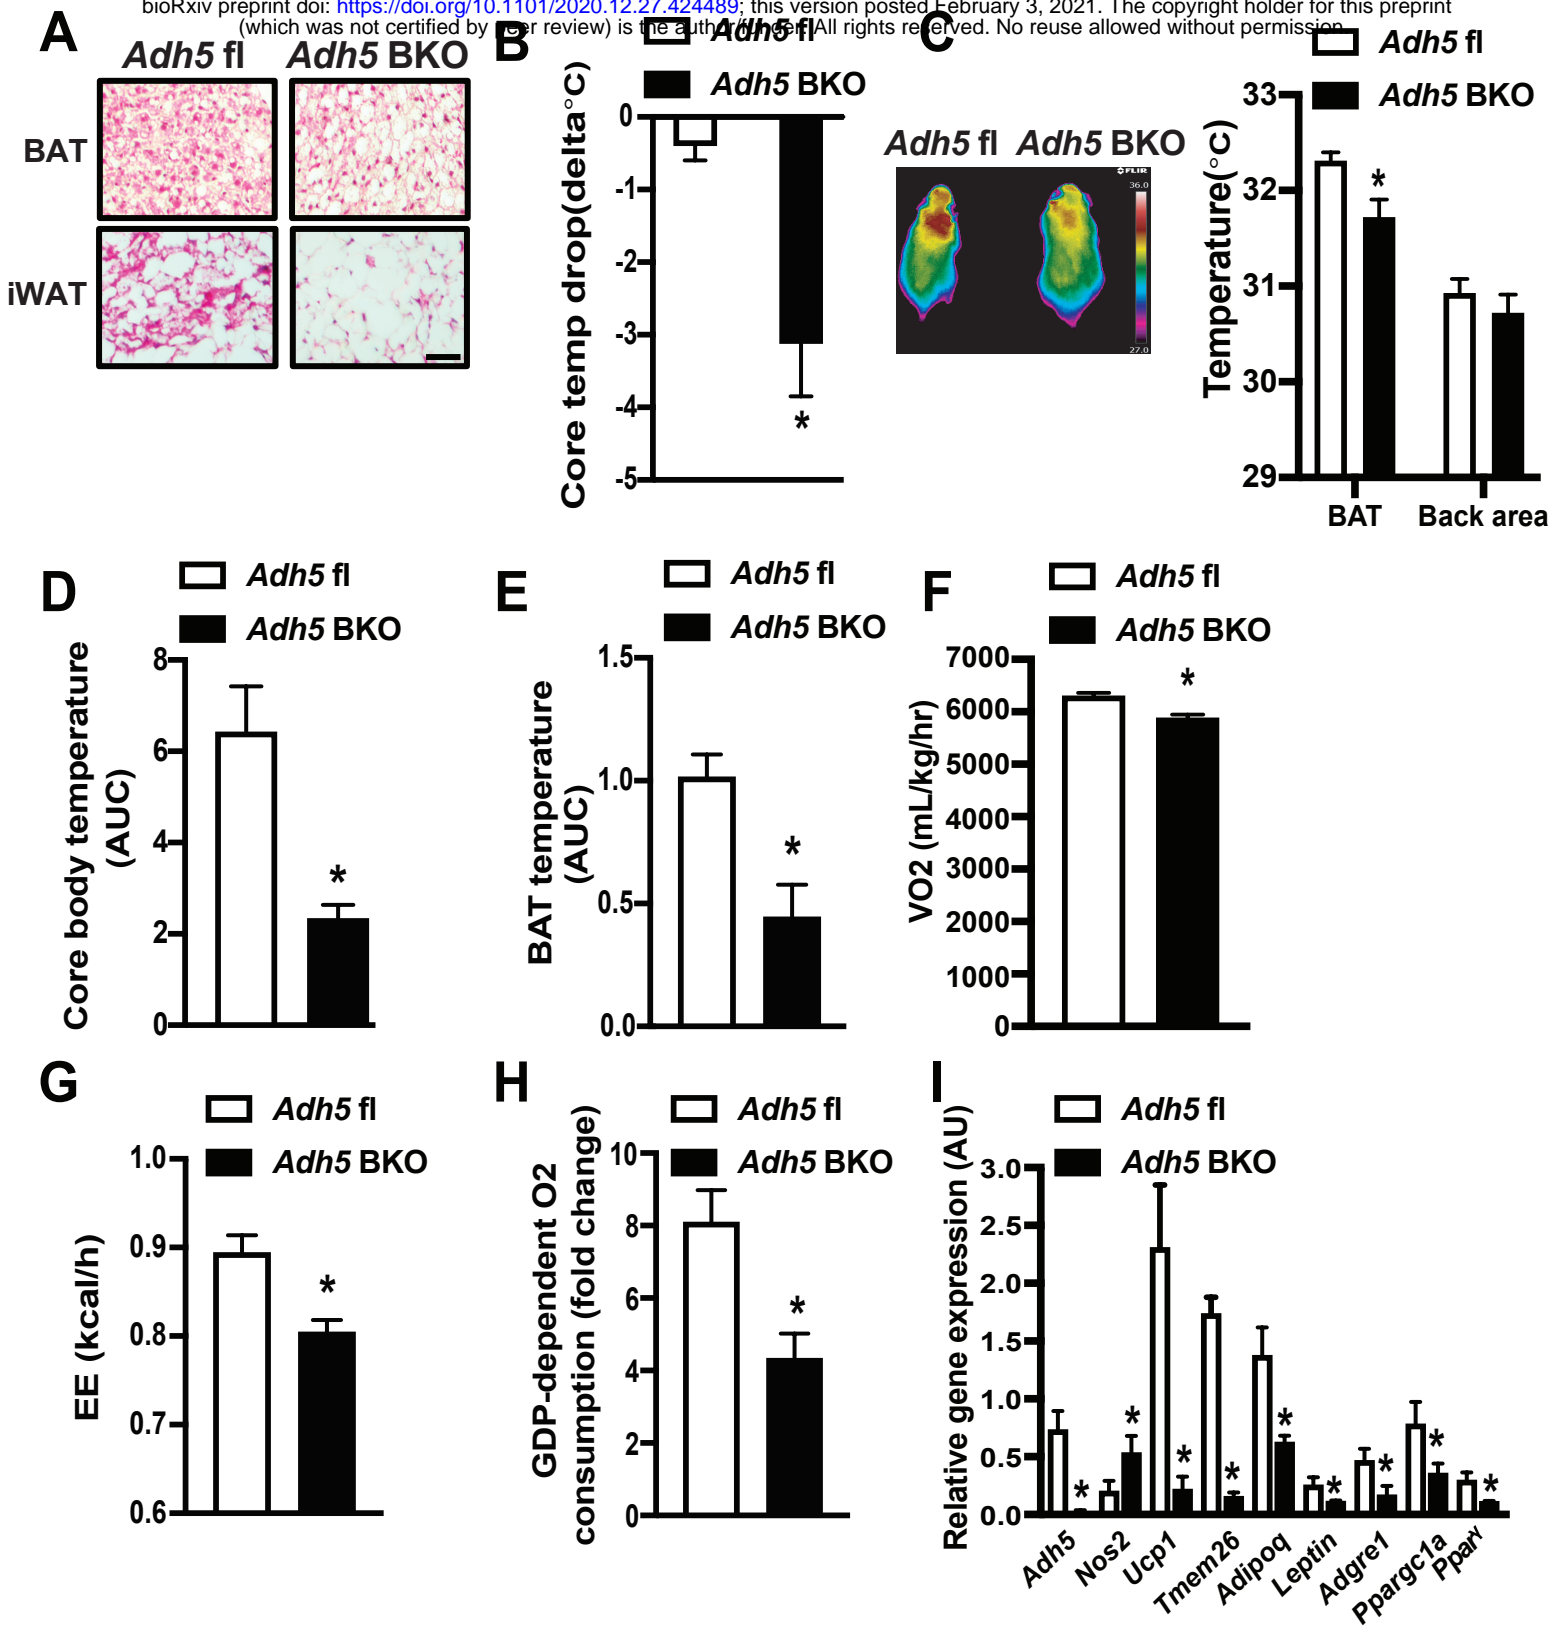 bioRxiv preprint doi: https://doi.org/10.1101/2020.12.27.424489; this version posted February 3, 2021. The copyright holder for this preprint
(which was not certified by peer review) is the author/funder. All rights reserved. No reuse allowed without permission.
A
Adh5 fl
Adh5 BKO
BAT
iWAT
B
Adh5 fl
Adh5 BKO
Core temp drop(delta°C)
0
-1
-2
-3
-4
-5
*
C
Adh5 fl
Adh5 BKO
FLIR
36.0
27.0
Adh5 fl
Adh5 BKO
Temperature(°C)
33
32
31
30
29
*
BAT
Back area
D
Adh5 fl
Adh5 BKO
Core body temperature
(AUC)
8
6
4
2
0
*
E
Adh5 fl
Adh5 BKO
BAT temperature
(AUC)
1.5
1.0
0.5
0.0
*
F
Adh5 fl
Adh5 BKO
VO2 (mL/kg/hr)
7000
6000
5000
4000
3000
2000
1000
0
*
G
Adh5 fl
Adh5 BKO
EE (kcal/h)
1.0
0.9
0.8
0.7
0.6
*
H
Adh5 fl
Adh5 BKO
GDP-dependent O2
consumption (fold change)
10
8
6
4
2
0
*
I
Adh5 fl
Adh5 BKO
Relative gene expression (AU)
3.0
2.5
2.0
1.5
1.0
0.5
0.0
* * * * * * * * *
Adh5
Nos2
Ucp1
Tmem26
Adipoq
Leptin
Adgre1
Ppargc1a
Pparγ